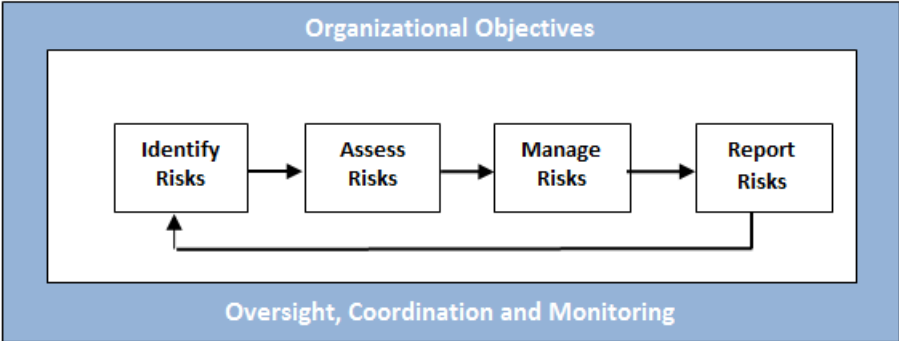 Organizational Objectives
Identify
Risks
Assess
Risks
Manage
Risks
Report
Risks
Oversight, Coordination and Monitoring